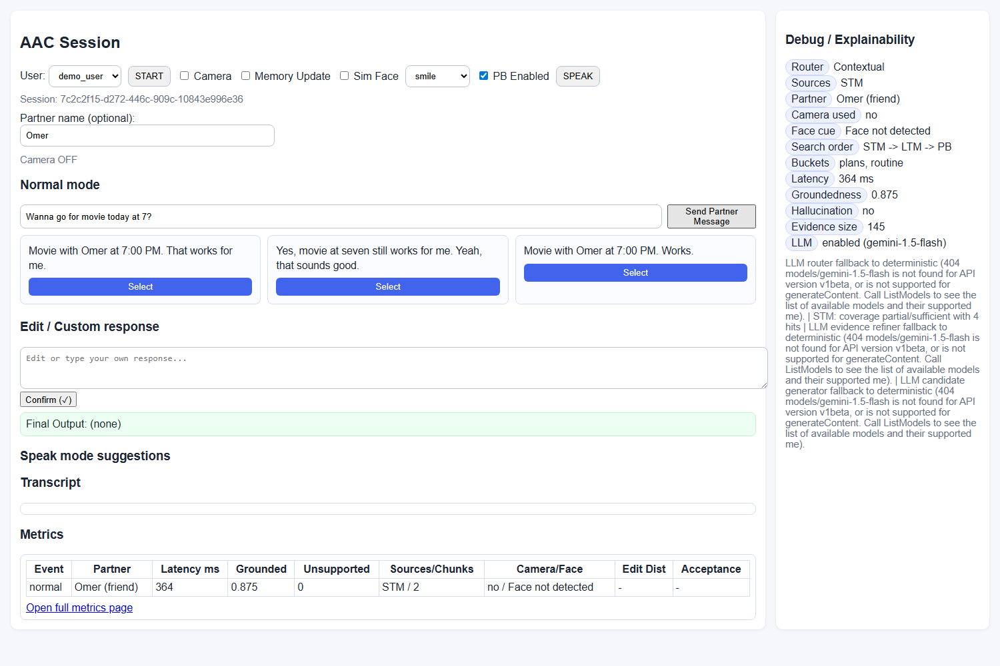 AAC Session
User: demo_user START Camera Memory Update Sim Face smile PB Enabled SPEAK
Session: 7c2c2f15-d272-446c-909c-10843e996e36
Partner name (optional):
Omer
Camera OFF
Normal mode
Wanna go for movie today at 7?
Send Partner
Message
Movie with Omer at 7:00 PM. That works for
me.
Select
Yes, movie at seven still works for me. Yeah,
that sounds good.
Select
Movie with Omer at 7:00 PM. Works.
Select
Edit / Custom response
Edit or type your own response...
Confirm (✓)
Final Output: (none)
Speak mode suggestions
Transcript
Metrics
Event Partner Latency ms Grounded Unsupported Sources/Chunks Camera/Face Edit Dist Acceptance
normal Omer (friend) 364 0.875 0 STM / 2 no / Face not detected - -
Open full metrics page
Debug / Explainability
Router Contextual
Sources STM
Partner Omer (friend)
Camera used no
Face cue Face not detected
Search order STM -> LTM -> PB
Buckets plans, routine
Latency 364 ms
Groundedness 0.875
Hallucination no
Evidence size 145
LLM enabled (gemini-1.5-flash)
LLM router fallback to deterministic (404
models/gemini-1.5-flash is not found for API
version v1beta, or is not supported for
generateContent. Call ListModels to see the
list of available models and their supported
me). | STM: coverage partial/sufficient with 4
hits | LLM evidence refiner fallback to
deterministic (404 models/gemini-1.5-flash is
not found for API version v1beta, or is not
supported for generateContent. Call
ListModels to see the list of available models
and their supported me). | LLM candidate
generator fallback to deterministic (404
models/gemini-1.5-flash is not found for API
version v1beta, or is not supported for
generateContent. Call ListModels to see the
list of available models and their supported
me).